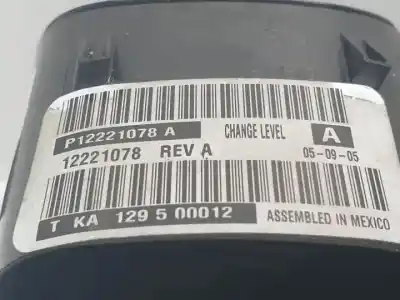 P12221078 A
CHANGE LEVEL A
12221078 REV A 05-09-05
T KA 129 5 00012
ASSEMBLED IN MEXICO